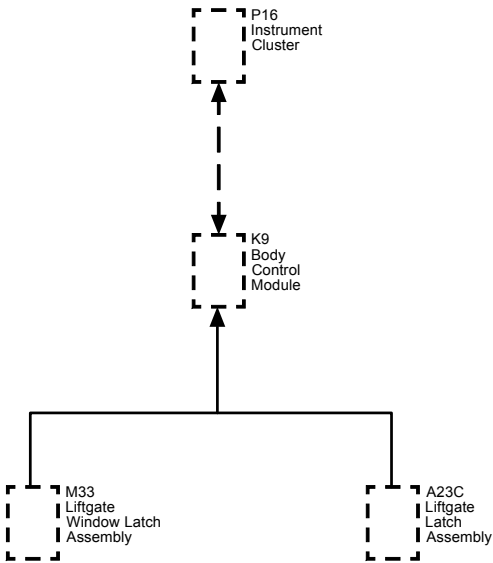 P16
Instrument
Cluster
K9
Body
Control
Module
M33
Liftgate
Window Latch
Assembly
A23C
Liftgate
Latch
Assembly